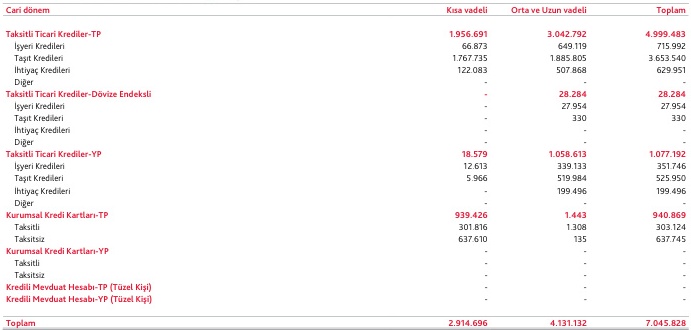 Cari dönem Kısa vadeli Orta ve Uzun vadeli Toplam
Taksitli Ticari Krediler-TP 1.956.691 3.042.792 4.999.483
İşyeri Kredileri 66.873 649.119 715.992
Taşıt Kredileri 1.767.735 1.885.805 3.653.540
İhtiyaç Kredileri 122.083 507.868 629.951
Diğer - - -
Taksitli Ticari Krediler-Dövize Endeksli - 28.284 28.284
İşyeri Kredileri - 27.954 27.954
Taşıt Kredileri - 330 330
İhtiyaç Kredileri - - -
Diğer - - -
Taksitli Ticari Krediler-YP 18.579 1.058.613 1.077.192
İşyeri Kredileri 12.613 339.133 351.746
Taşıt Kredileri 5.966 519.984 525.950
İhtiyaç Kredileri - 199.496 199.496
Diğer - - -
Kurumsal Kredi Kartları-TP 939.426 1.443 940.869
Taksitli 301.816 1.308 303.124
Taksitsiz 637.610 135 637.745
Kurumsal Kredi Kartları-YP - - -
Taksitli - - -
Taksitsiz - - -
Kredili Mevduat Hesabı-TP (Tüzel Kişi) - - -
Kredili Mevduat Hesabı-YP (Tüzel Kişi) - - -
Toplam 2.914.696 4.131.132 7.045.828